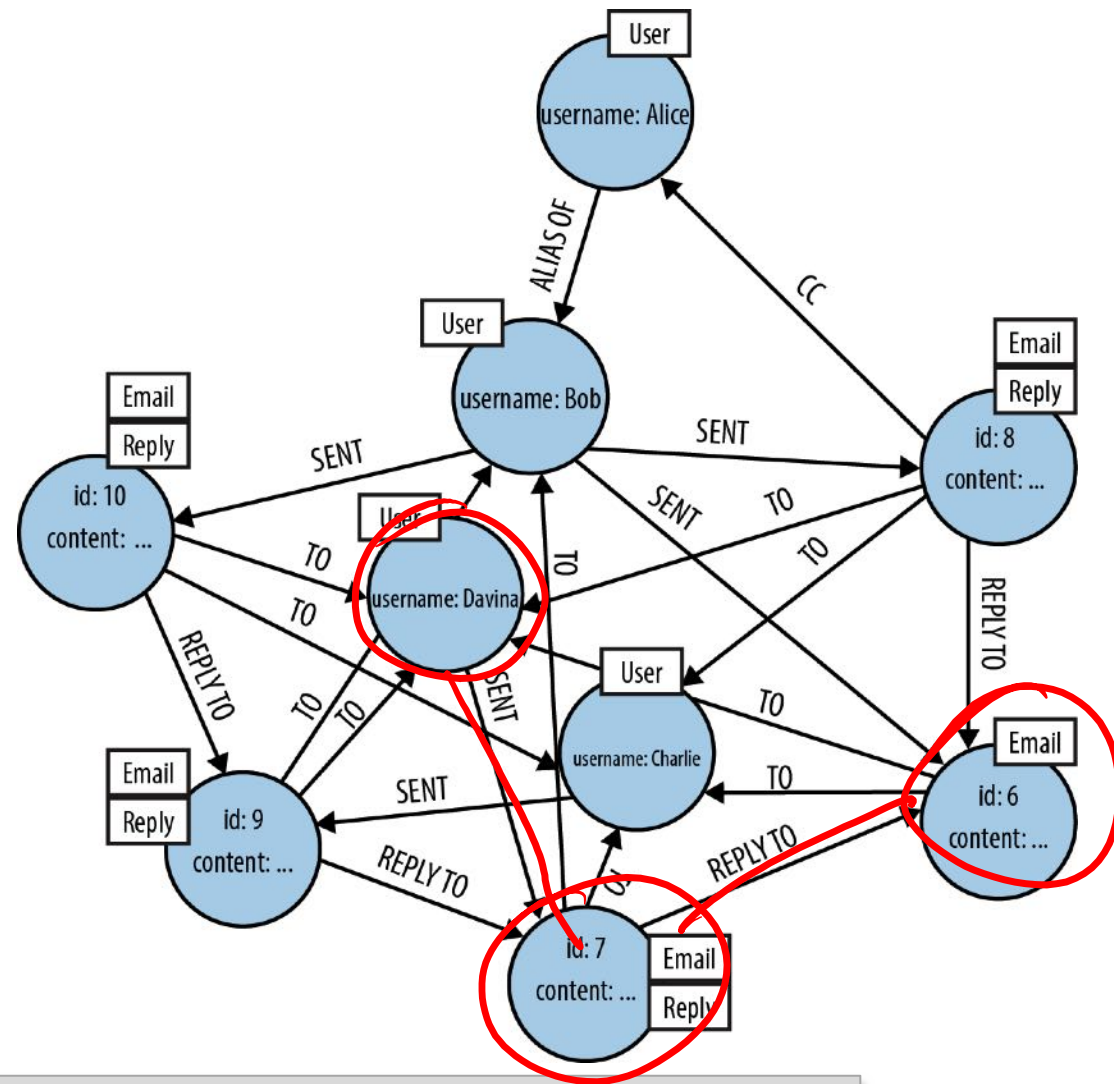 User
username: Alice
ALIAS OF
CC
User
username: Bob
Email
Reply
id: 8
content: ...
Email
Reply
id: 10
content: ...
SENT
SENT
SENT
User
username: Davina
TO
TO
TO
TO
TO
REPLY TO
REPLY TO
TO
TO
SENT
User
username: Charlie
TO
TO
Email
id: 6
content: ...
Email
Reply
id: 9
content: ...
SENT
REPLY TO
REPLY TO
TO
id: 7
content: ...
Email
Reply